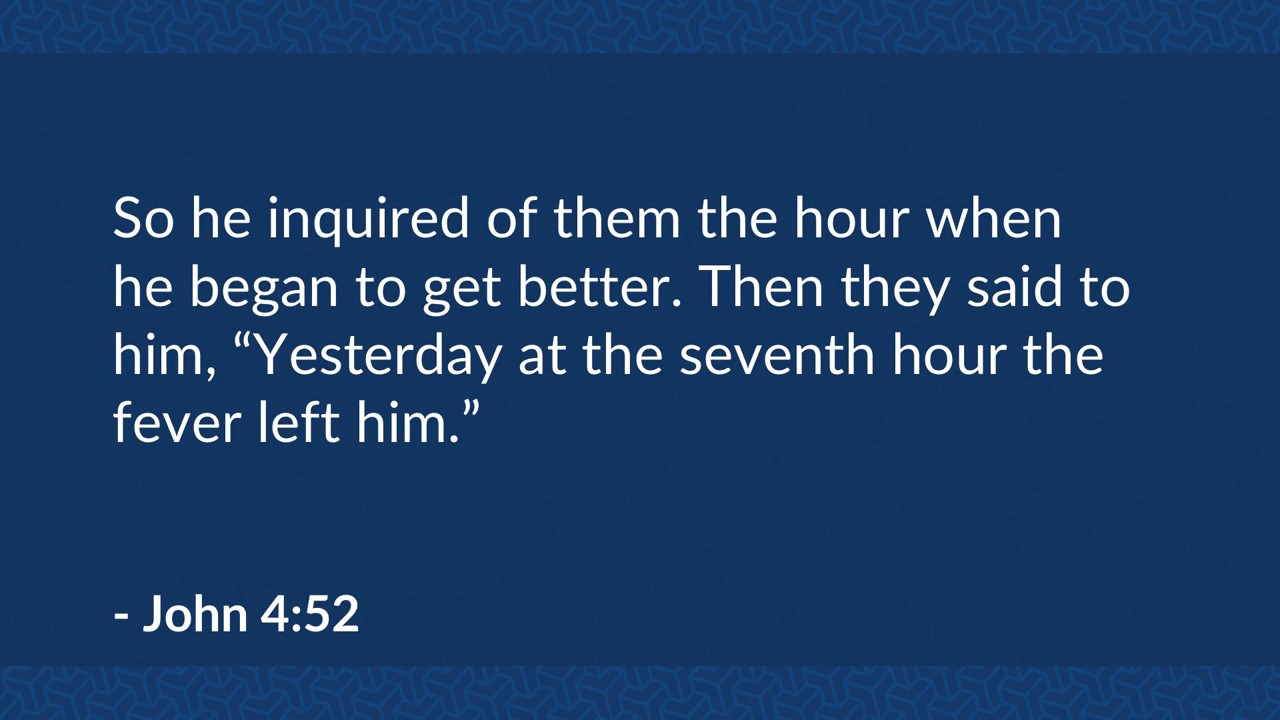 So he inquired of them the hour when
he began to get better. Then they said to
him, “Yesterday at the seventh hour the
fever left him.”
- John 4:52